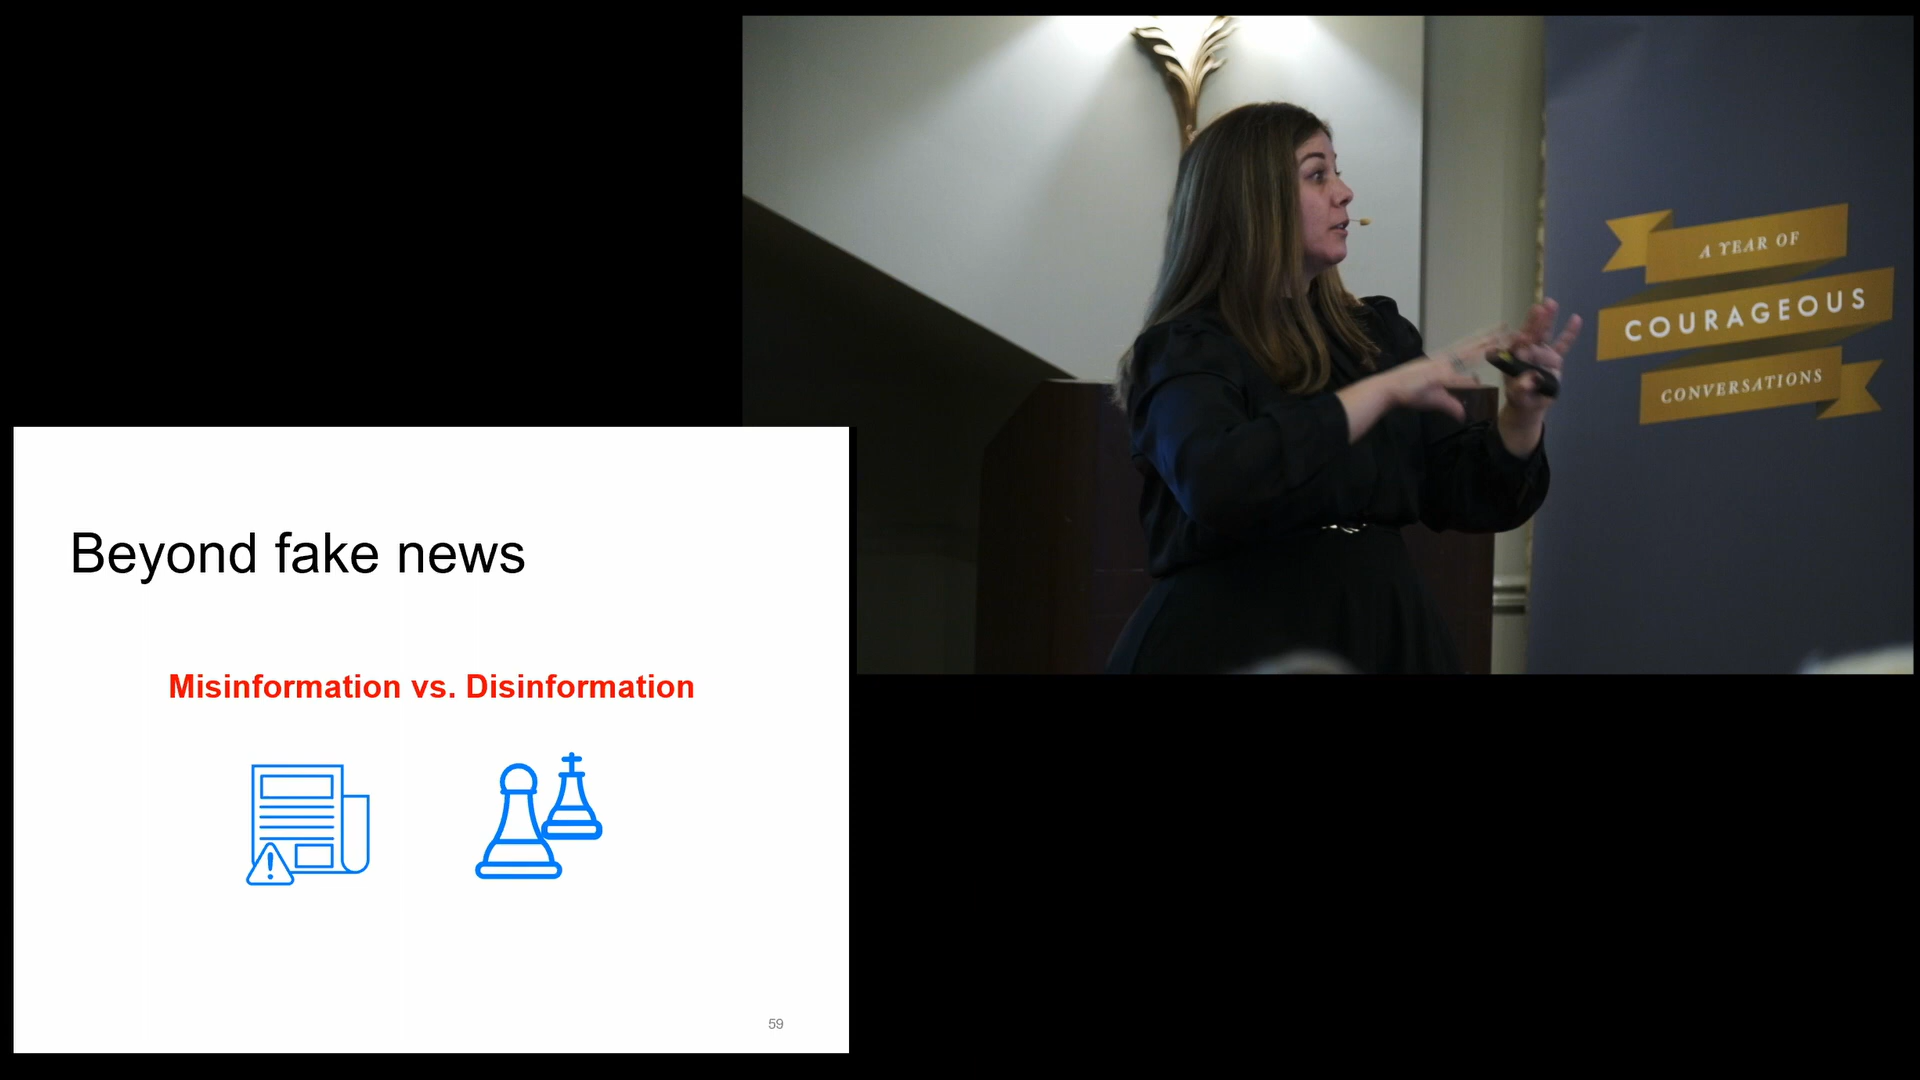 A YEAR OF
COURAGEOUS
CONVERSATIONS
Beyond fake news
Misinformation vs. Disinformation
59